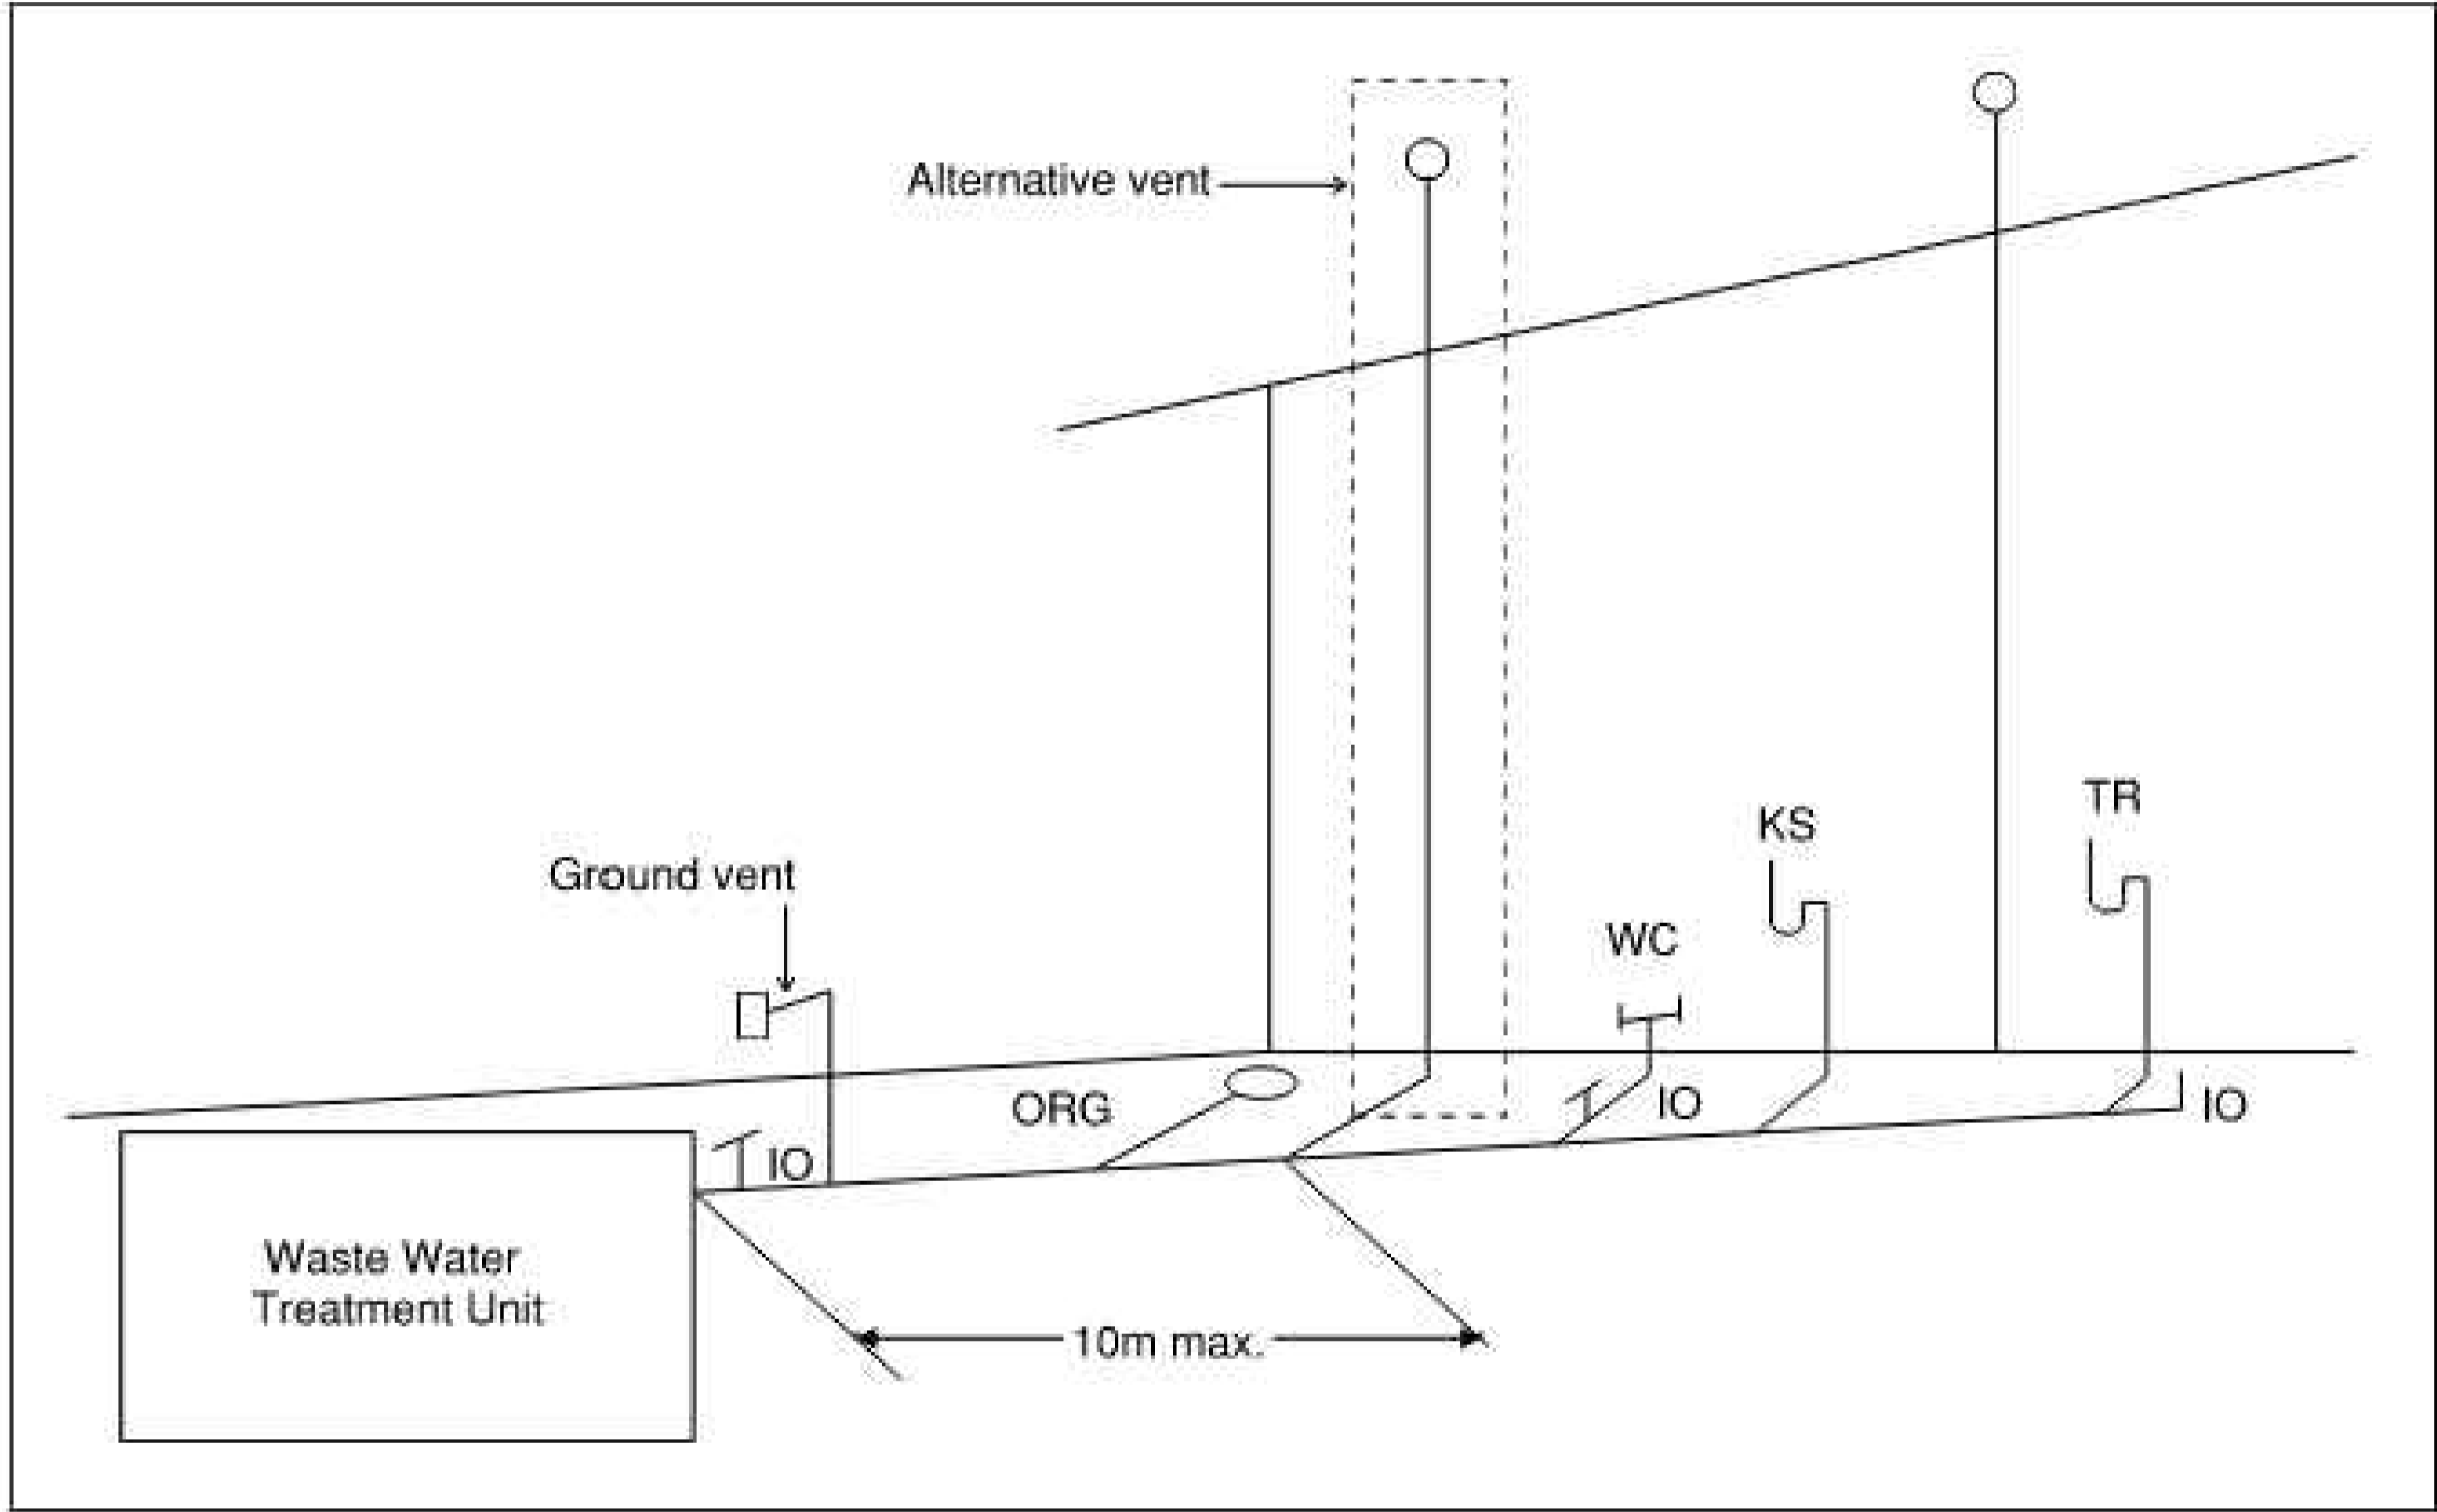 Alternative vent
TR
KS
Ground vent
WC
ORG
IO
IO
IO
Waste Water
Treatment Unit
10m max.